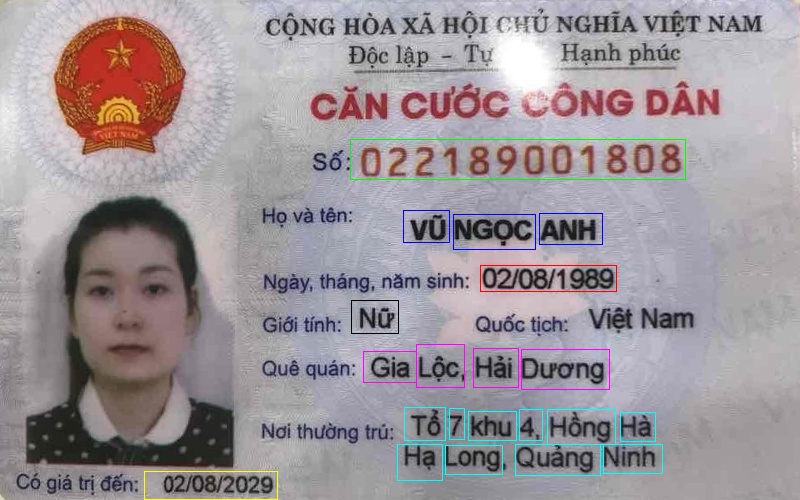 CỘNG HÒA XÃ HỘI CHỦ NGHĨA VIỆT NAM
Độc lập - Tự Hạnh phúc
CĂN CƯỚC CÔNG DÂN
Số: 022189001808
Họ và tên: VŨ NGỌC ANH
Ngày, tháng, năm sinh: 02/08/1989
Giới tính: Nữ Quốc tịch: Việt Nam
Quê quán: Gia Lộc, Hải Dương
Nơi thường trú: Tổ 7 khu 4, Hồng Hà
Hạ Long, Quảng Ninh
Có giá trị đến: 02/08/2029
VIỆT NAM